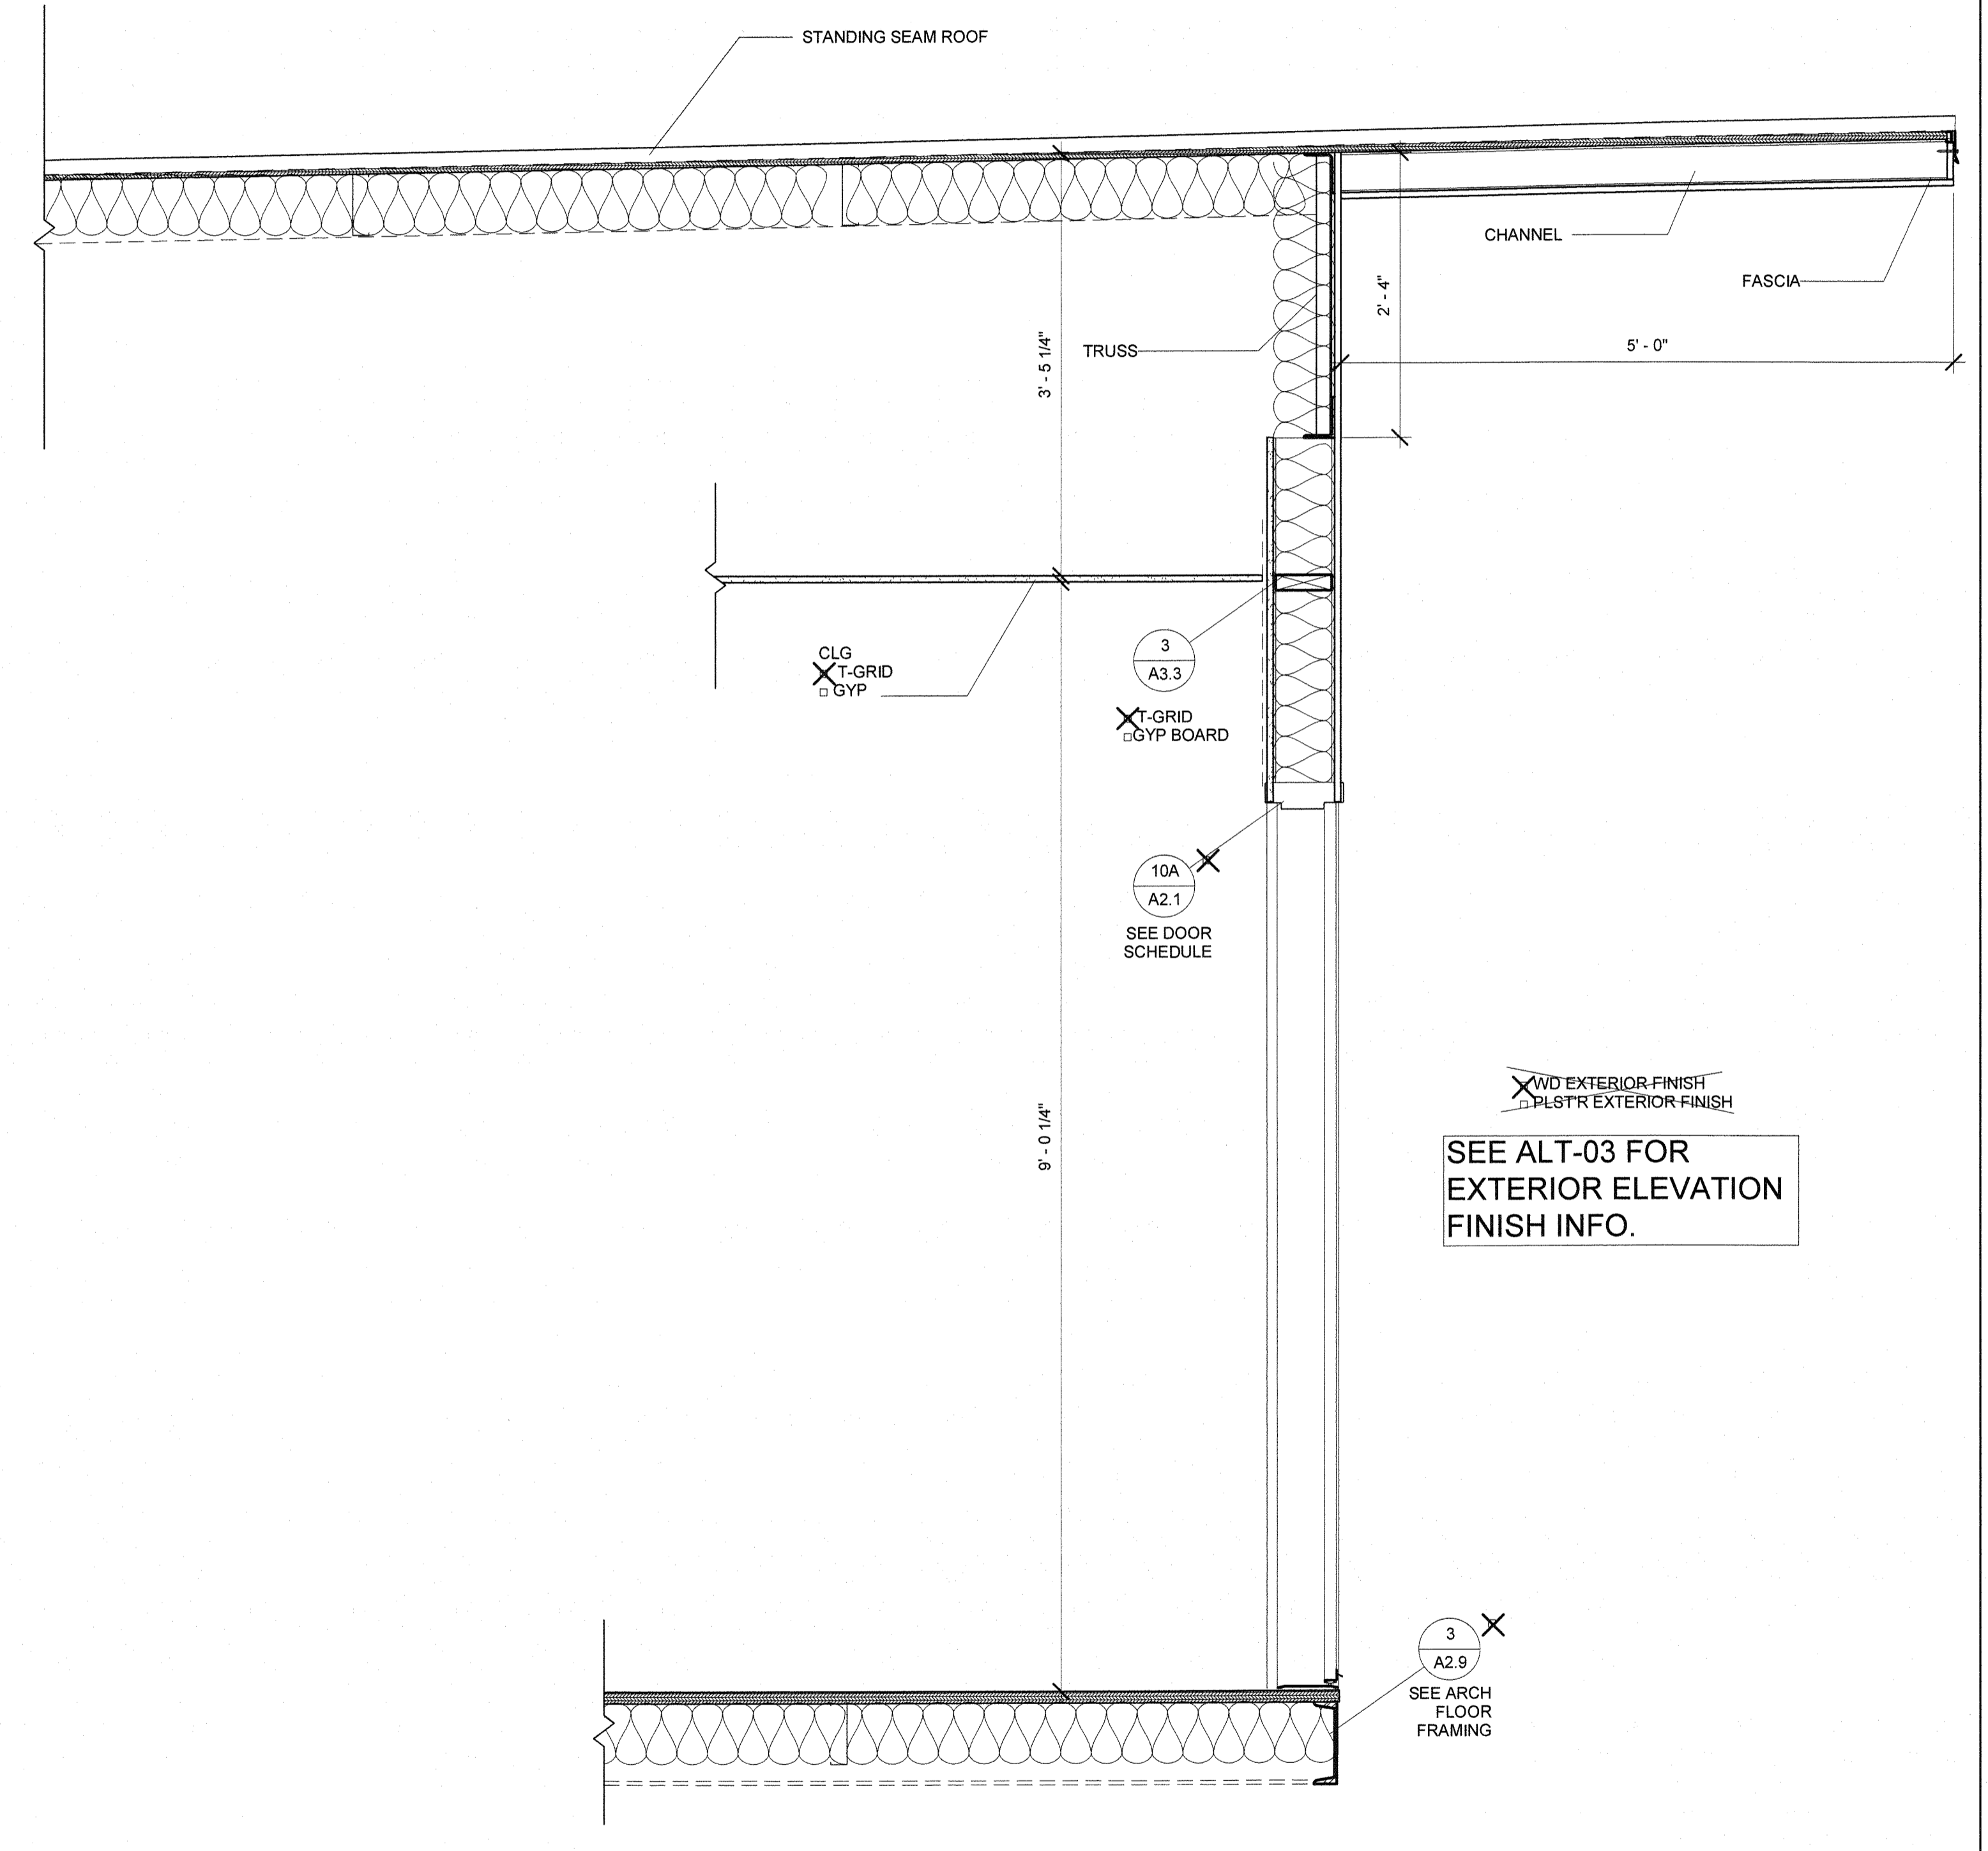 STANDING SEAM ROOF
CHANNEL
FASCIA
2' - 4"
5' - 0"
TRUSS
3' - 5 1/4"
CLG
T-GRID
GYP
3
A3.3
T-GRID
GYP BOARD
10A
A2.1
SEE DOOR
SCHEDULE
9' - 0 1/4"
WD EXTERIOR FINISH
PLST'R EXTERIOR FINISH
SEE ALT-03 FOR
EXTERIOR ELEVATION
FINISH INFO.
3
A2.9
SEE ARCH
FLOOR
FRAMING